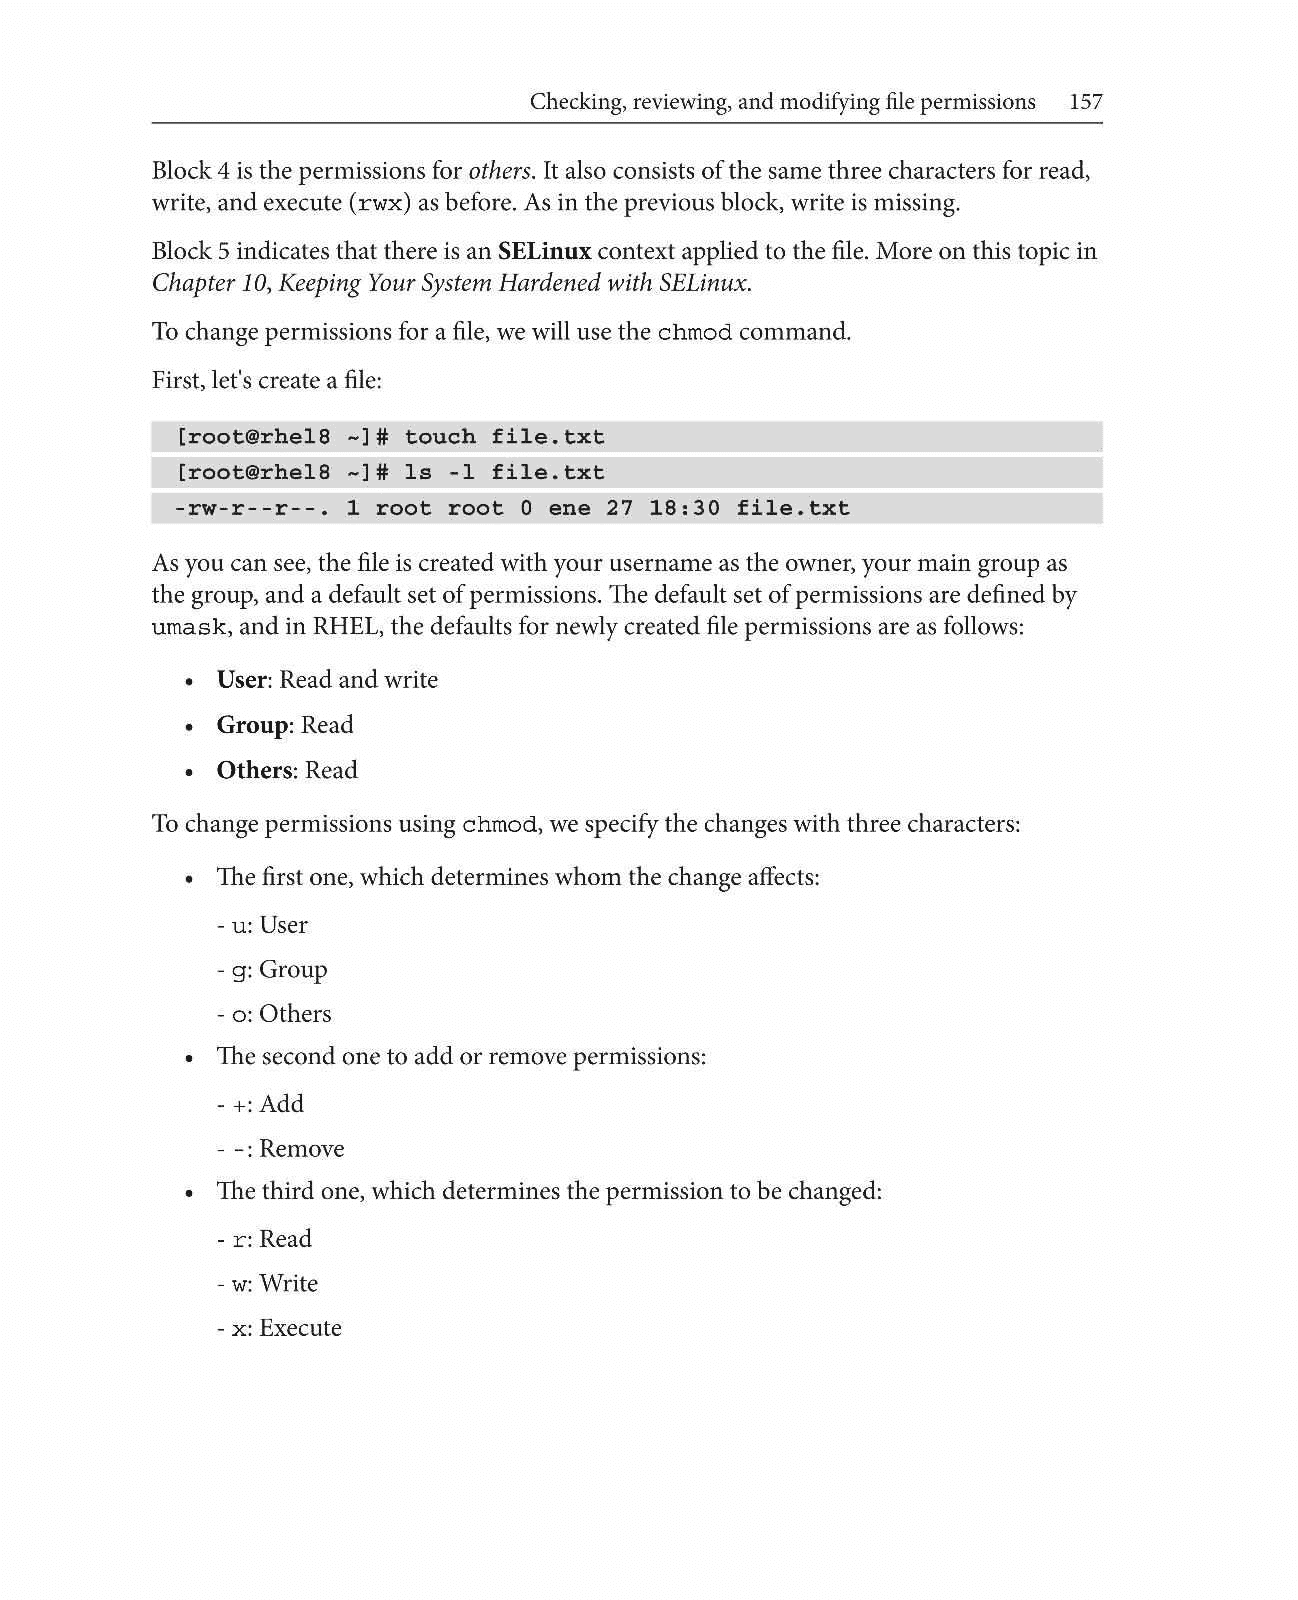 Checking, reviewing, and modifying file permissions 157
Block 4 is the permissions for others. It also consists of the same three characters for read,
write, and execute (rwx) as before. As in the previous block, write is missing.
Block 5 indicates that there is an SELinux context applied to the file. More on this topic in
Chapter 10, Keeping Your System Hardened with SELinux.
To change permissions for a file, we will use the chmod command.
First, let's create a file:
[root@rhel8 ~]# touch file.txt
[root@rhel8 ~]# ls -l file.txt
-rw-r--r--. 1 root root 0 ene 27 18:30 file.txt
As you can see, the file is created with your username as the owner, your main group as
the group, and a default set of permissions. The default set of permissions are defined by
umask, and in RHEL, the defaults for newly created file permissions are as follows:
• User: Read and write
• Group: Read
• Others: Read
To change permissions using chmod, we specify the changes with three characters:
• The first one, which determines whom the change affects:
- u: User
- g: Group
- o: Others
• The second one to add or remove permissions:
- +: Add
- -: Remove
• The third one, which determines the permission to be changed:
- r: Read
- w: Write
- x: Execute